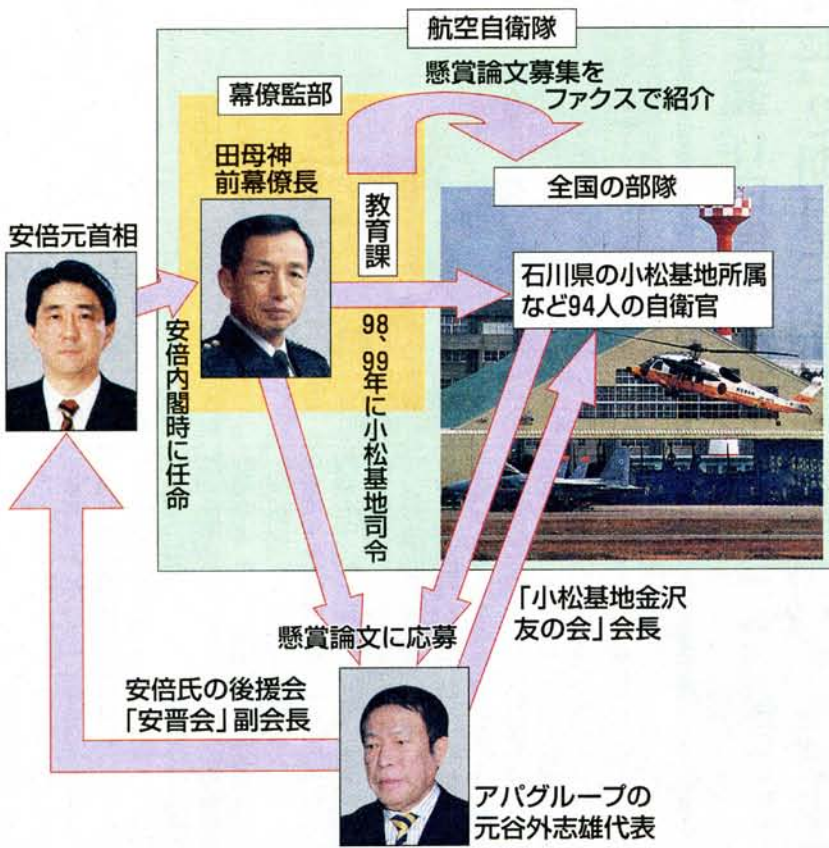 航空自衛隊
懸賞論文募集を
ファクスで紹介
幕僚監部
田母神
前幕僚長
教育課
全国の部隊
安倍元首相
石川県の小松基地所属
など94人の自衛官
安倍内閣時に任命
98、99年に小松基地司令
「小松基地金沢
友の会」会長
懸賞論文に応募
安倍氏の後援会
「安晋会」副会長
アパグループの
元谷外志雄代表